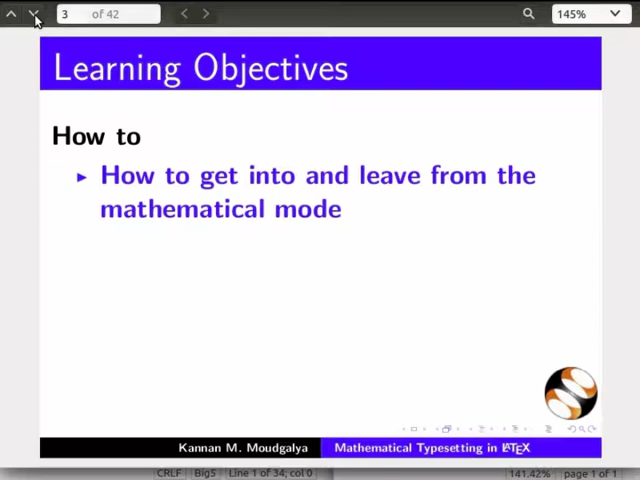 3 of 42
145%
Learning Objectives
How to
How to get into and leave from the
mathematical mode
Kannan M. Moudgalya
Mathematical Typesetting in LATEX
CRLF Big5 Line 1 of 34; col 0
141,42% page 1 of 1